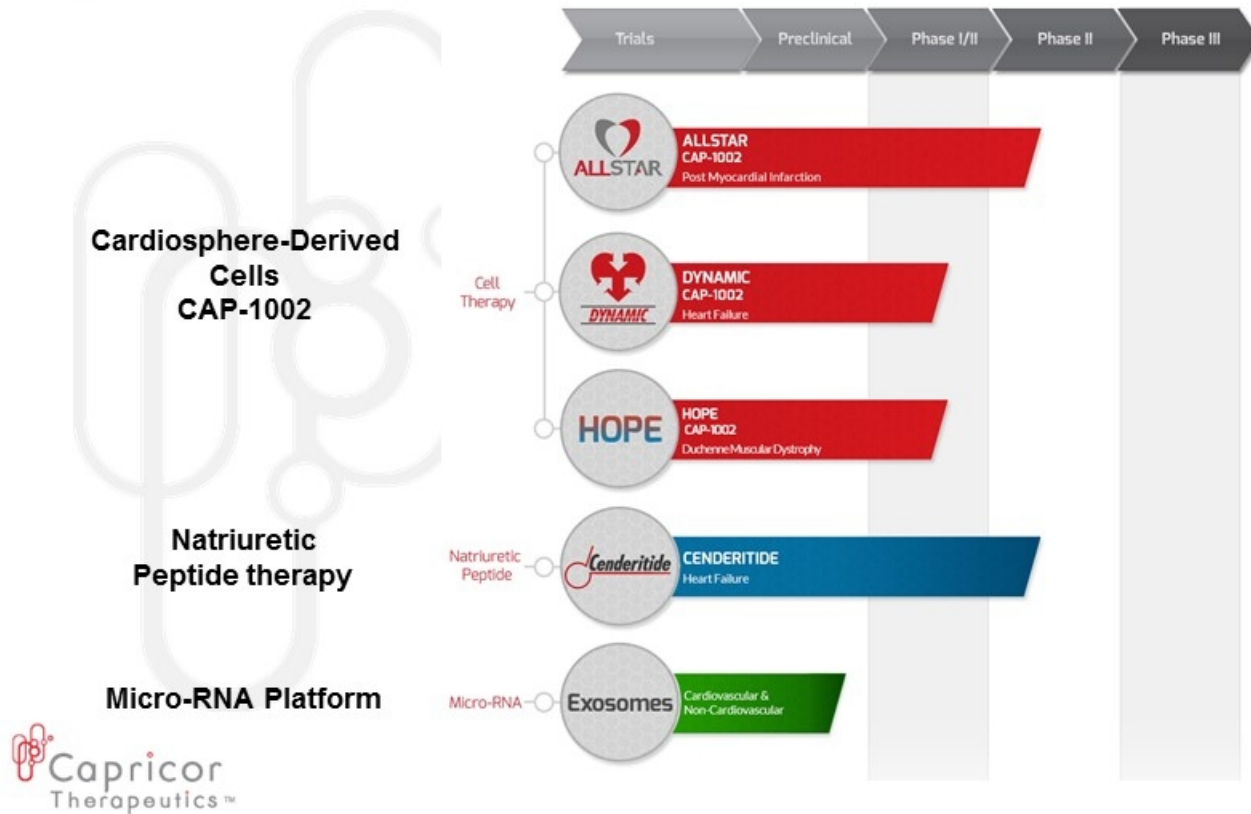 Trials
Preclinical
Phase I/II
Phase II
Phase III
Cardiosphere-Derived
Cells
CAP-1002
Cell
Therapy
ALLSTAR
ALLSTAR
CAP-1002
Post Myocardial Infarction
DYNAMIC
DYNAMIC
CAP-1002
Heart Failure
HOPE
HOPE
CAP-1002
Duchenne Muscular Dystrophy
Natriuretic
Peptide therapy
Natriuretic
Peptide
Cenderitide
CENDERITIDE
Heart Failure
Micro-RNA Platform
Micro-RNA
Exosomes
Cardiovascular &
Non-Cardiovascular
Capricor
Therapeutics™